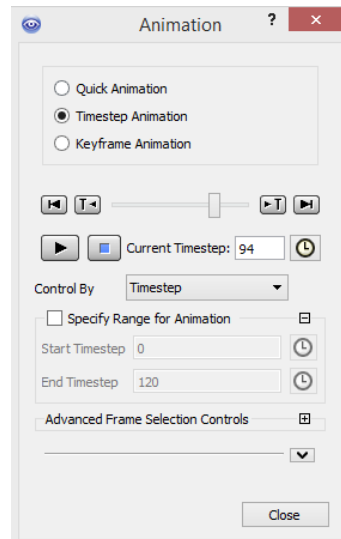 Animation ? ×
Quick Animation
Timestep Animation
Keyframe Animation
T T
Current Timestep: 94
Control By Timestep
Specify Range for Animation
Start Timestep 0
End Timestep 120
Advanced Frame Selection Controls
Close